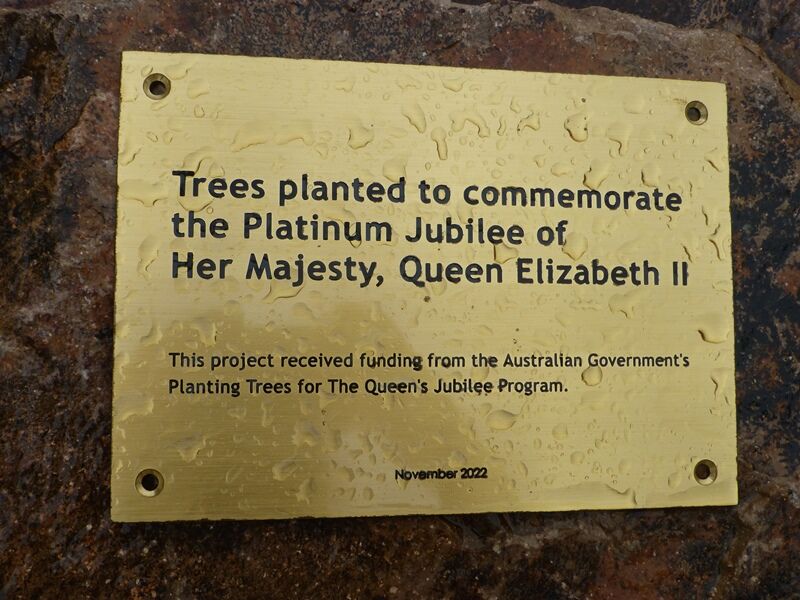 Trees planted to commemorate
the Platinum Jubilee of
Her Majesty, Queen Elizabeth II
This project received funding from the Australian Government's
Planting Trees for The Queen's Jubilee Program.
November 2022